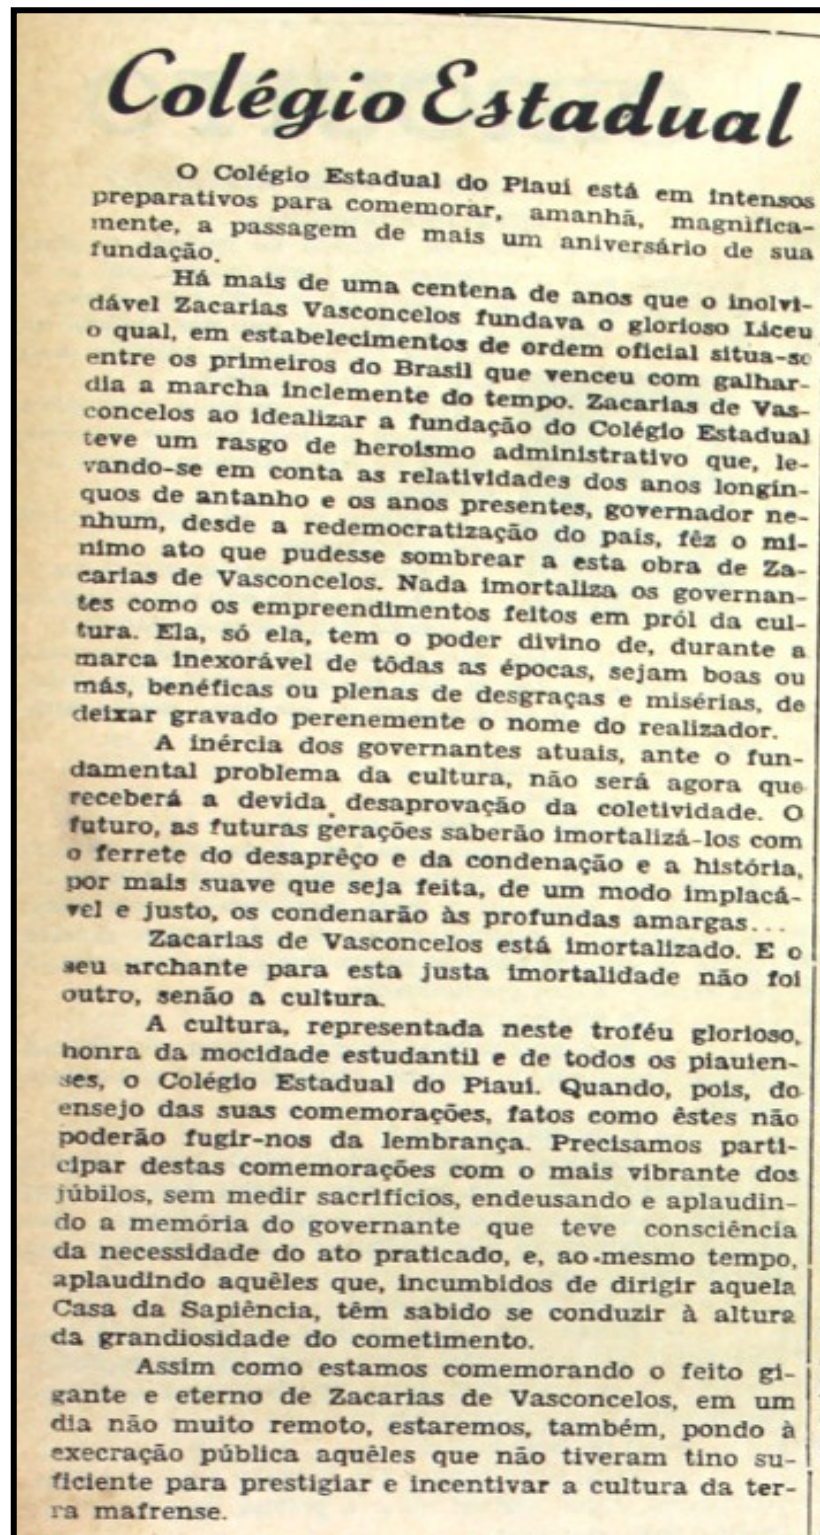 Colégio Estadual
O Colégio Estadual do Piauí está em intensos
preparativos para comemorar, amanhã, magnìfica-
mente, a passagem de mais um aniversário de sua
fundação.
Há mais de uma centena de anos que o inolvi-
dável Zacarias Vasconcelos fundava o glorioso Liceu
o qual, em estabelecimentos de ordem oficial situa-se
entre os primeiros do Brasil que venceu com galhar-
dia a marcha inclemente do tempo. Zacarias de Vas-
concelos ao idealizar a fundação do Colégio Estadual
teve um rasgo de heroismo administrativo que, le-
vando-se em conta as relatividades dos anos longín-
quos de antanho e os anos presentes, governador ne-
nhum, desde a redemocratização do país, fêz o mí-
nimo ato que pudesse sombrear a esta obra de Za-
carias de Vasconcelos. Nada imortaliza os governan-
tes como os empreendimentos feitos em pról da cul-
tura. Ela, só ela, tem o poder divino de, durante a
marca inexorável de tôdas as épocas, sejam boas ou
más, benéficas ou plenas de desgraças e misérias, de
deixar gravado perenemente o nome do realizador.
A inércia dos governantes atuais, ante o fun-
damental problema da cultura, não será agora que
receberá a devida desaprovação da coletividade. O
futuro, as futuras gerações saberão imortalizá-los com
o ferrete do desaprêço e da condenação e a história,
por mais suave que seja feita, de um modo implacá-
vel e justo, os condenarão às profundas amargas...
Zacarias de Vasconcelos está imortalizado. E o
seu archante para esta justa imortalidade não foi
outro, senão a cultura.
A cultura, representada neste troféu glorioso,
honra da mocidade estudantil e de todos os piauien-
ses, o Colégio Estadual do Piauí. Quando, pois, do
ensejo das suas comemorações, fatos como êstes não
poderão fugir-nos da lembrança. Precisamos parti-
cipar destas comemorações com o mais vibrante dos
júbilos, sem medir sacrifícios, endeusando e aplaudin-
do a memória do governante que teve consciência
da necessidade do ato praticado, e, ao mesmo tempo,
aplaudindo aquêles que, incumbidos de dirigir aquela
Casa da Sapiência, têm sabido se conduzir à altura
da grandiosidade do cometimento.
Assim como estamos comemorando o feito gi-
gante e eterno de Zacarias de Vasconcelos, em um
dia não muito remoto, estaremos, também, pondo à
execração pública aquêles que não tiveram tino su-
ficiente para prestigiar e incentivar a cultura da ter-
ra mafrense.